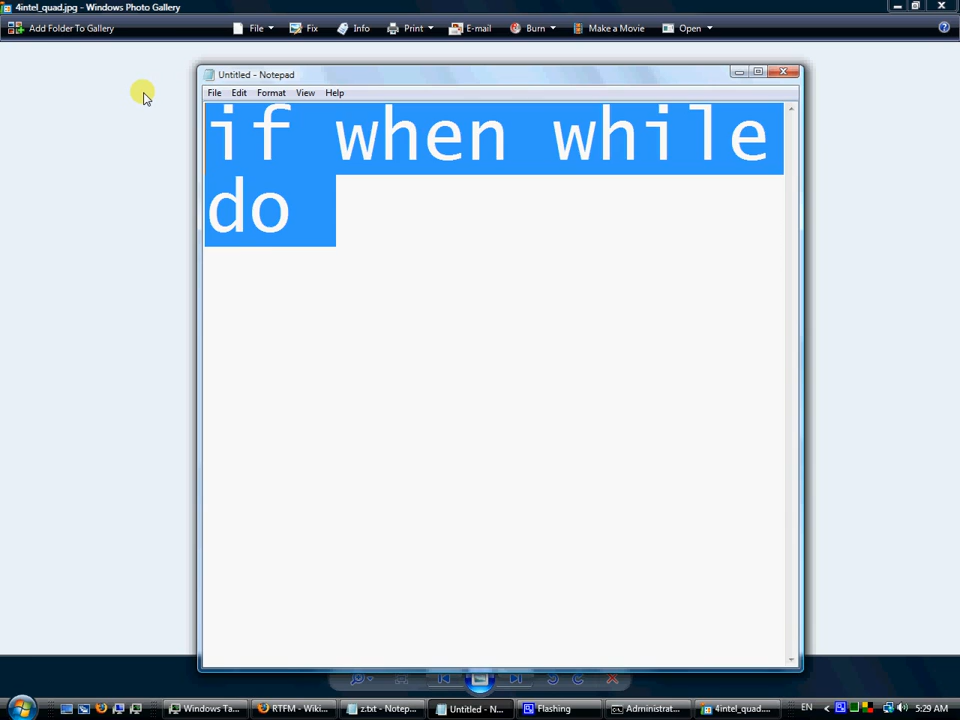 4intel_quad.jpg - Windows Photo Gallery
Add Folder To Gallery File Fix Info Print E-mail Burn Make a Movie Open
Untitled - Notepad
File Edit Format View Help
if when while
do
Windows Ta... RTFM - Wiki... z.txt - Notep... Untitled - N... Flashing Administrat... 4intel_quad.... EN 5:29 AM